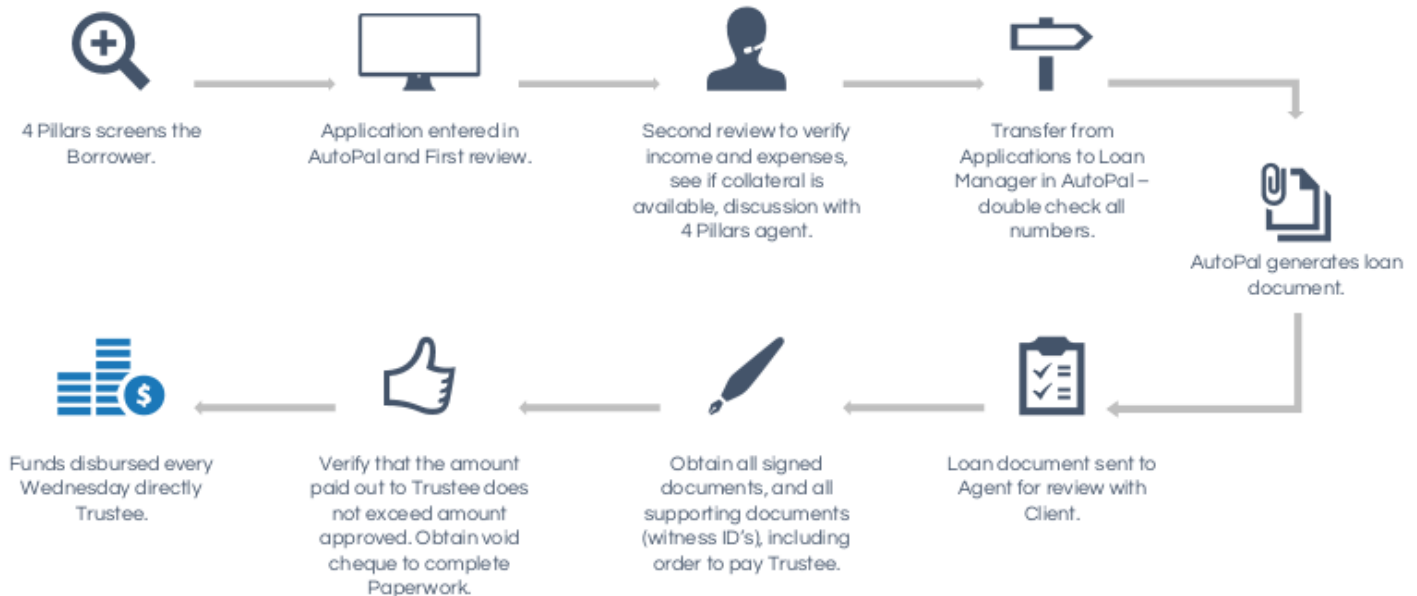 4 Pillars screens the
Borrower.
Application entered in
AutoPal and First review.
Second review to verify
income and expenses,
see if collateral is
available, discussion with
4 Pillars agent.
Transfer from
Applications to Loan
Manager in AutoPal –
double check all
numbers.
AutoPal generates loan
document.
Loan document sent to
Agent for review with
Client.
Obtain all signed
documents, and all
supporting documents
(witness ID's), including
order to pay Trustee.
Verify that the amount
paid out to Trustee does
not exceed amount
approved. Obtain void
cheque to complete
Paperwork.
$
Funds disbursed every
Wednesday directly
Trustee.